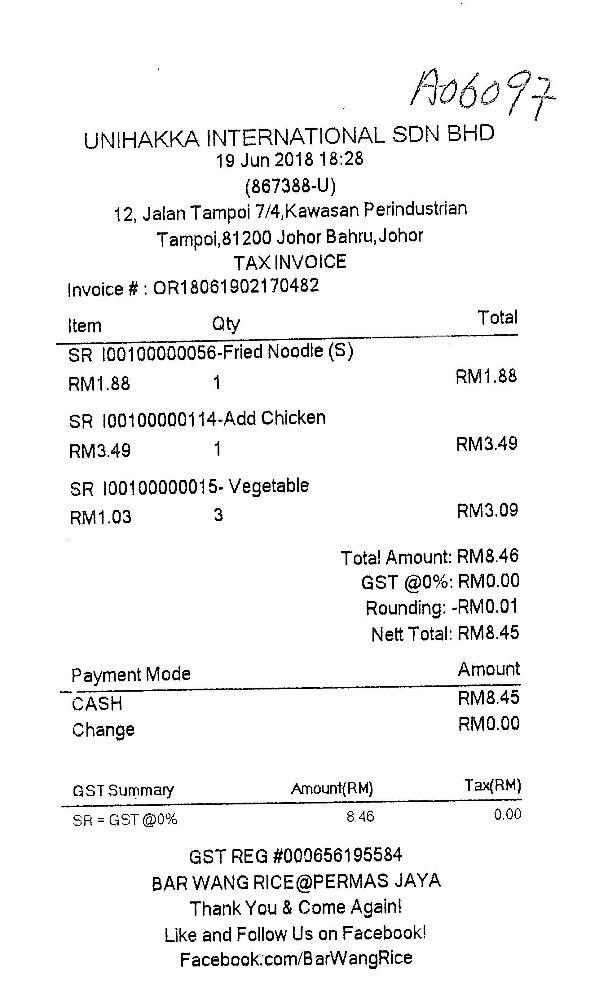 A06097
UNIHAKKA INTERNATIONAL SDN BHD
19 Jun 2018 18:28
(867388-U)
12, Jalan Tampoi 7/4,Kawasan Perindustrian
Tampoi,81200 Johor Bahru,Johor
TAX INVOICE
Invoice # : OR18061902170482
Item Qty Total
SR I00100000056-Fried Noodle (S)
RM1.88 1 RM1.88
SR I00100000114-Add Chicken
RM3.49 1 RM3.49
SR I00100000015- Vegetable
RM1.03 3 RM3.09
Total Amount: RM8.46
GST @0%: RM0.00
Rounding: -RM0.01
Nett Total: RM8.45
Payment Mode Amount
CASH RM8.45
Change RM0.00
GST Summary Amount(RM) Tax(RM)
SR = GST @0% 8.46 0.00
GST REG #000656195584
BAR WANG RICE@PERMAS JAYA
Thank You & Come Again!
Like and Follow Us on Facebook!
Facebook.com/BarWangRice